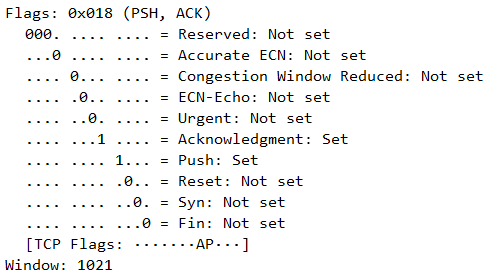 Flags: 0x018 (PSH, ACK)
000. .... .... = Reserved: Not set
...0 .... .... = Accurate ECN: Not set
.... 0... .... = Congestion Window Reduced: Not set
.... .0.. .... = ECN-Echo: Not set
.... ..0. .... = Urgent: Not set
.... ...1 .... = Acknowledgment: Set
.... .... 1... = Push: Set
.... .... .0.. = Reset: Not set
.... .... ..0. = Syn: Not set
.... .... ...0 = Fin: Not set
[TCP Flags: ·······AP···]
Window: 1021